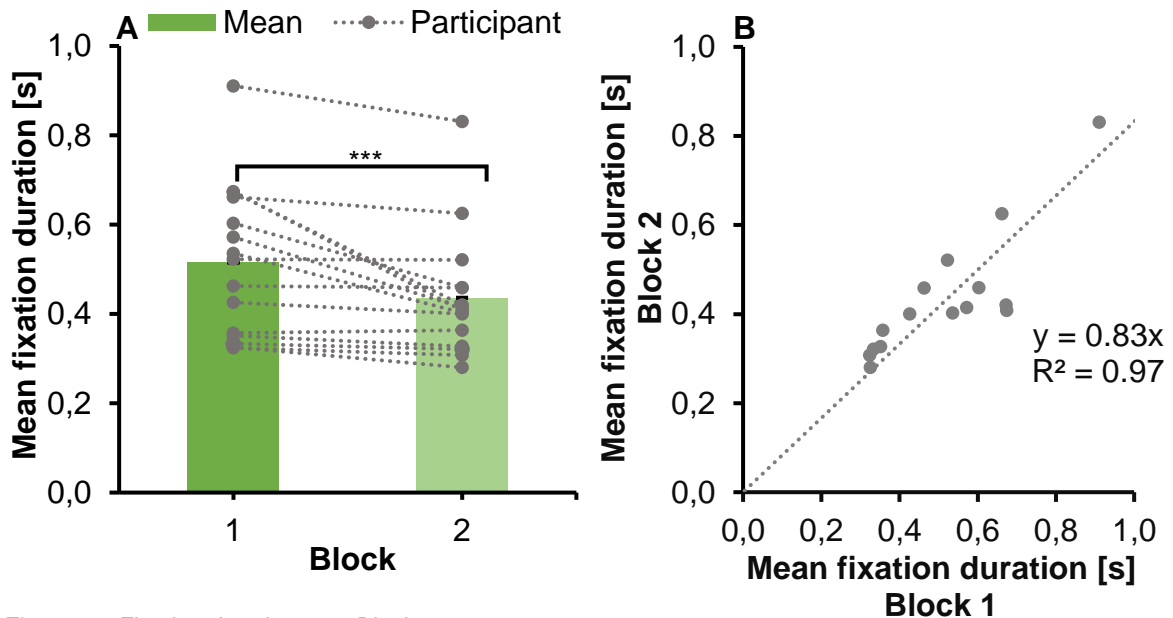 A
Mean
Participant
Mean fixation duration [s]
1,0
0,8
0,6
0,4
0,2
0,0
***
1
2
Block
B
Mean fixation duration [s]
Block 2
1,0
0,8
0,6
0,4
0,2
0,0
y = 0.83x
R² = 0.97
0,0 0,2 0,4 0,6 0,8 1,0
Mean fixation duration [s]
Block 1